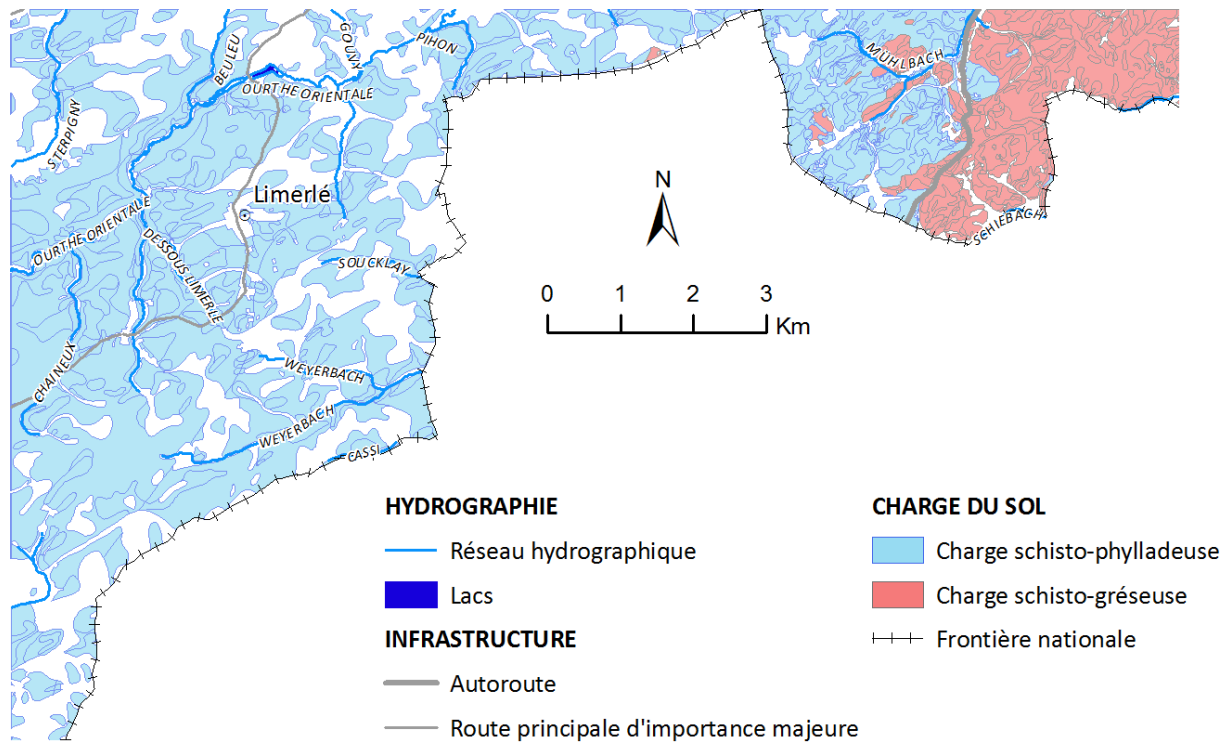 BEULEU
GOUVY
PIHON
OURTHE ORIENTALE
STERPIGNY
MÜHLBACH
Limerlé
OURTHE ORIENTALE
DESSOUS LIMERLE
SOUCKLAY
SCHIEBACH
N
0 1 2 3
Km
CHAINEUX
WEYERBACH
WEYERBACH
CASSI
HYDROGRAPHIE
Réseau hydrographique
Lacs
INFRASTRUCTURE
Autoroute
Route principale d'importance majeure
CHARGE DU SOL
Charge schisto-phylladeuse
Charge schisto-gréseuse
Frontière nationale